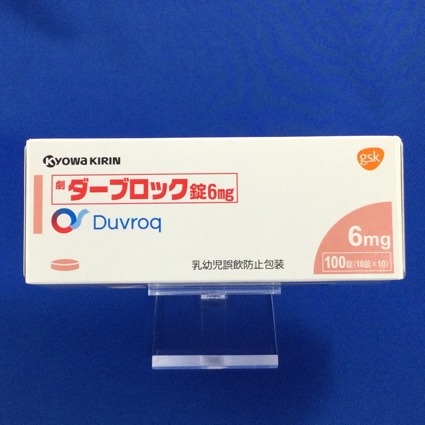 KYOWA KIRIN
gsk
劇 ダーブロック錠6mg
Duvroq
6mg
100錠(10錠×10)
乳幼児誤飲防止包装